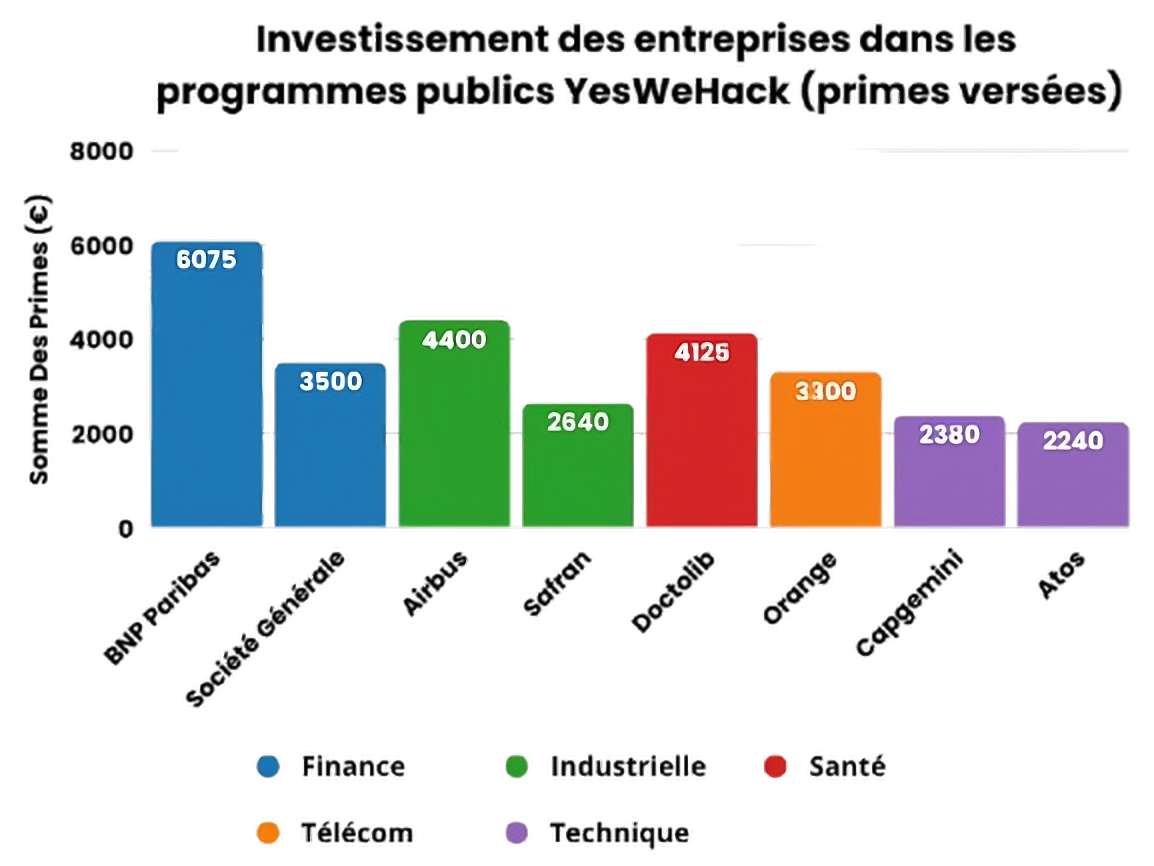 Investissement des entreprises dans les
programmes publics YesWeHack (primes versées)
Somme Des Primes (€)
8000
6000
4000
2000
0
6075
3500
4400
2640
4125
3300
2380
2240
BNP Paribas
Société Générale
Airbus
Safran
Doctolib
Orange
Capgemini
Atos
Finance
Industrielle
Santé
Télécom
Technique